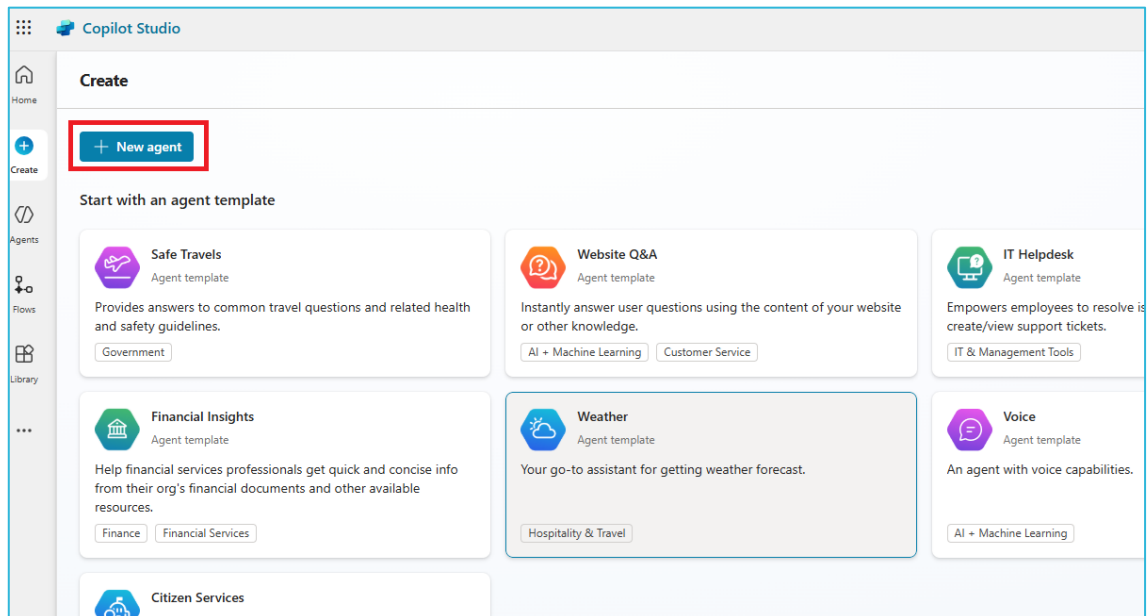 Copilot Studio
Home
Create
Agents
Flows
Library
Create
New agent
Start with an agent template
Safe Travels
Agent template
Provides answers to common travel questions and related health
and safety guidelines.
Government
Website Q&A
Agent template
Instantly answer user questions using the content of your website
or other knowledge.
AI + Machine Learning Customer Service
IT Helpdesk
Agent template
Empowers employees to resolve
create/view support tickets.
IT & Management Tools
Financial Insights
Agent template
Help financial services professionals get quick and concise info
from their org's financial documents and other available
resources.
Finance Financial Services
Weather
Agent template
Your go-to assistant for getting weather forecast.
Hospitality & Travel
Voice
Agent template
An agent with voice capabilities.
AI + Machine Learning
Citizen Services